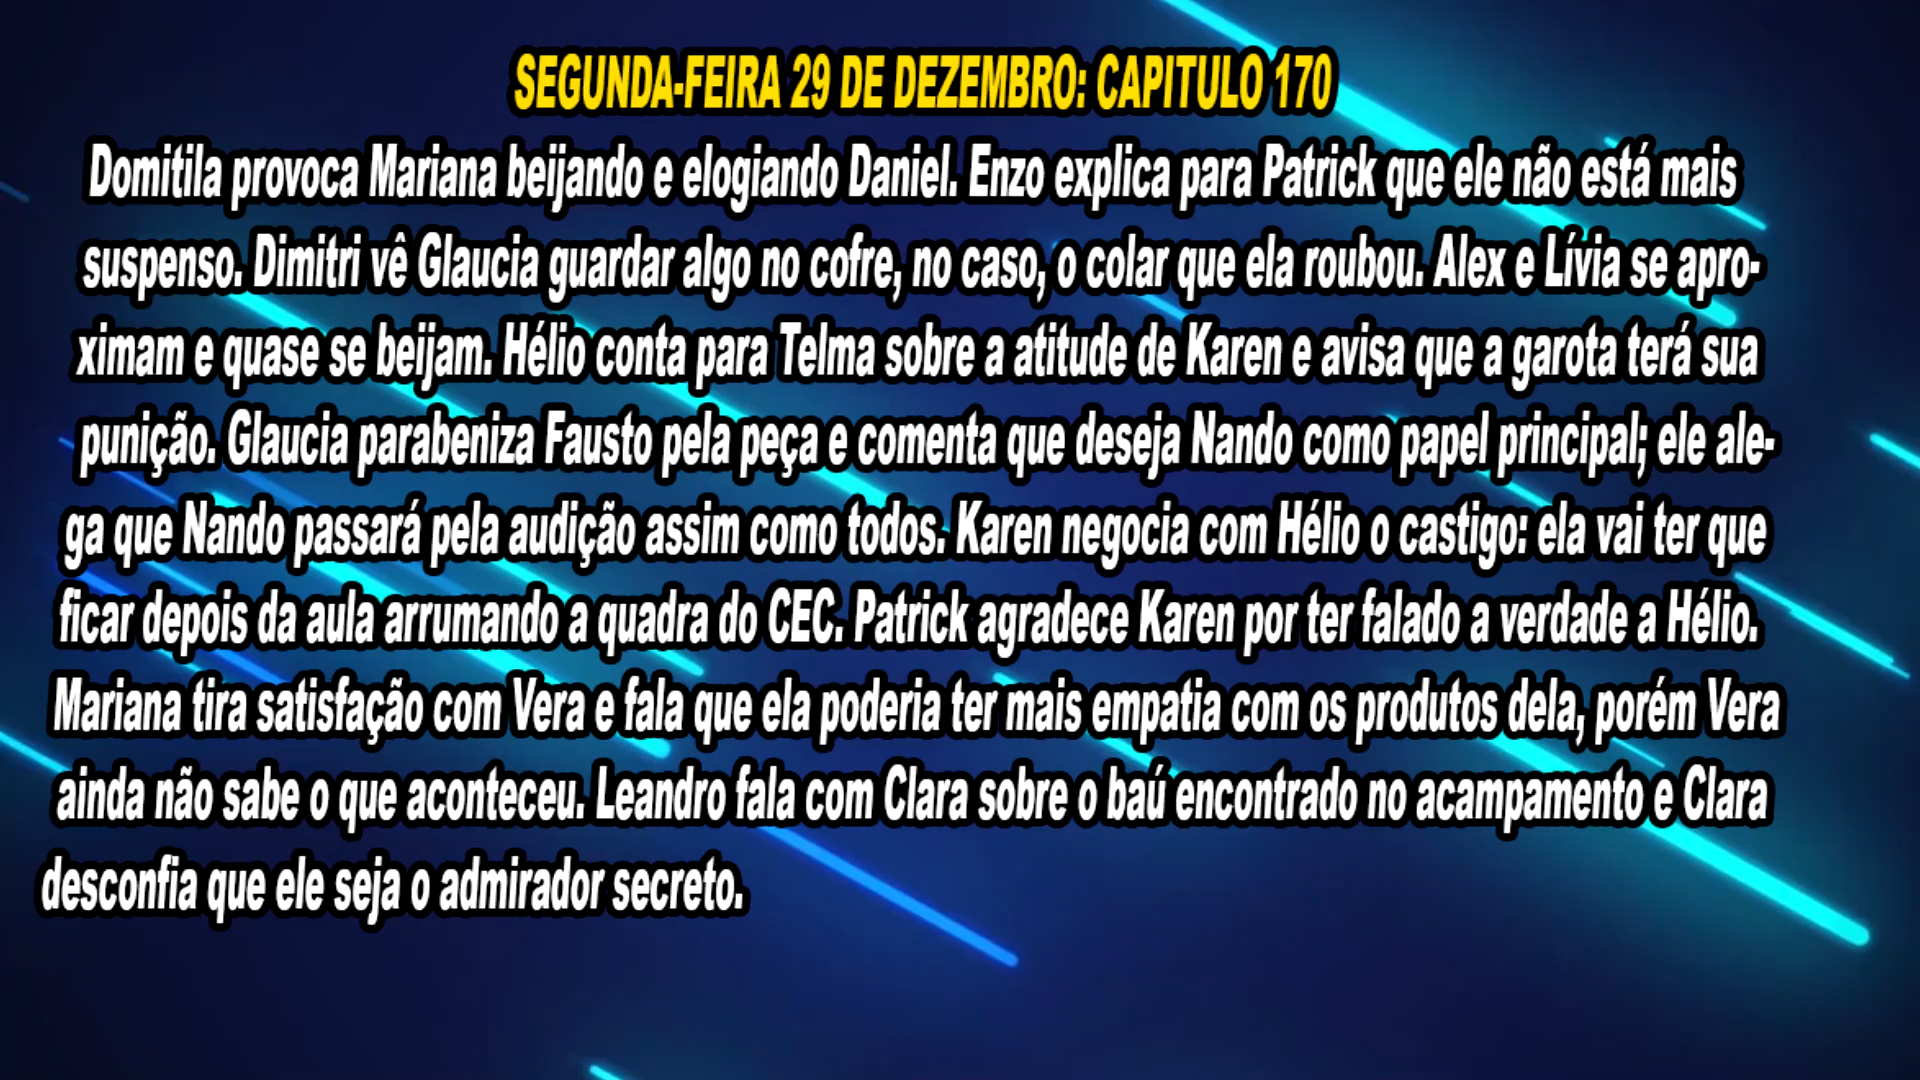 SEGUNDA-FEIRA 29 DE DEZEMBRO: CAPITULO 170
Domitila provoca Mariana beijando e elogiando Daniel. Enzo explica para Patrick que ele não está mais
suspenso. Dimitri vê Glaucia guardar algo no cofre, no caso, o colar que ela roubou. Alex e Lívia se apro-
ximam e quase se beijam. Hélio conta para Telma sobre a atitude de Karen e avisa que a garota terá sua
punição. Glaucia parabeniza Fausto pela peça e comenta que deseja Nando como papel principal; ele ale-
ga que Nando passará pela audição assim como todos. Karen negocia com Hélio o castigo: ela vai ter que
ficar depois da aula arrumando a quadra do CEC. Patrick agradece Karen por ter falado a verdade a Hélio.
Mariana tira satisfação com Vera e fala que ela poderia ter mais empatia com os produtos dela, porém Vera
ainda não sabe o que aconteceu. Leandro fala com Clara sobre o baú encontrado no acampamento e Clara
desconfia que ele seja o admirador secreto.